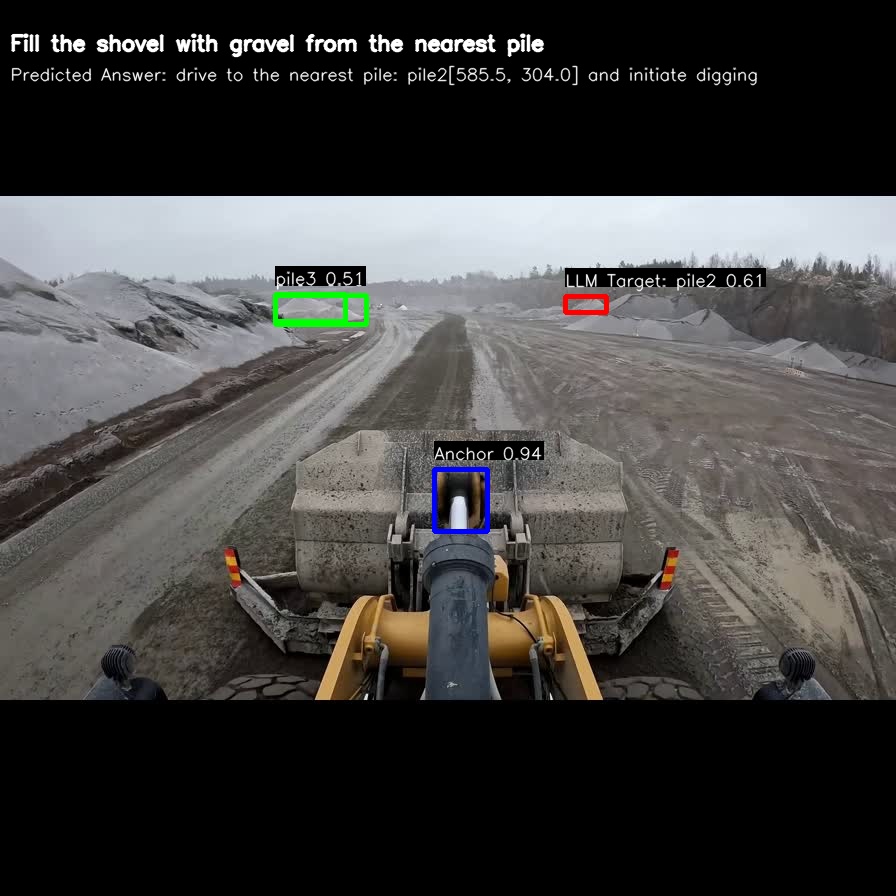 Fill the shovel with gravel from the nearest pile
Predicted Answer: drive to the nearest pile: pile2[585.5, 304.0] and initiate digging
pile3 0.51
LLM Target: pile2 0.61
Anchor 0.94